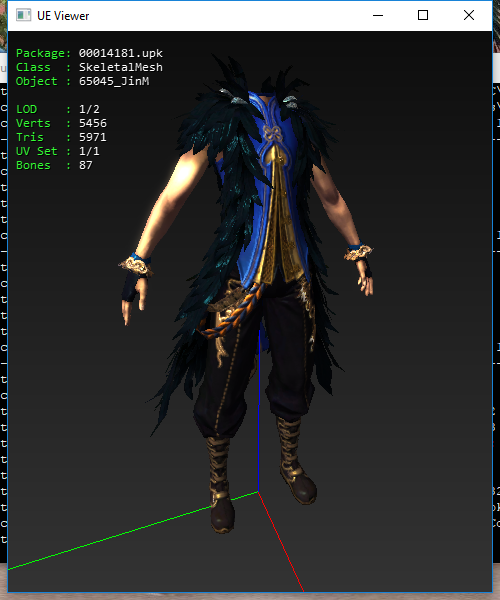 UE Viewer
Package: 00014181.upk
Class : SkeletalMesh
Object : 65045_JinM
LOD : 1/2
Verts : 5456
Tris : 5971
UV Set : 1/1
Bones : 87